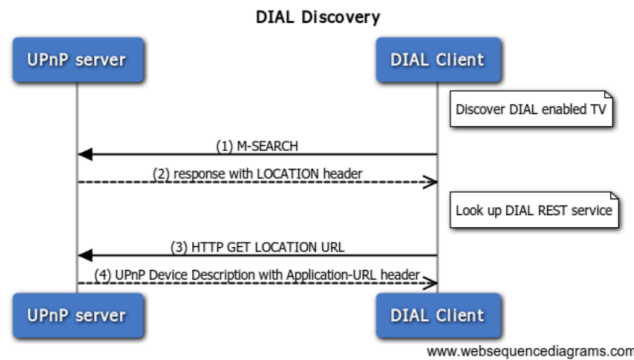 DIAL Discovery
UPnP server
DIAL Client
Discover DIAL enabled TV
(1) M-SEARCH
(2) response with LOCATION header
Look up DIAL REST service
(3) HTTP GET LOCATION URL
(4) UPnP Device Description with Application-URL header
UPnP server
DIAL Client
www.websequencediagrams.com